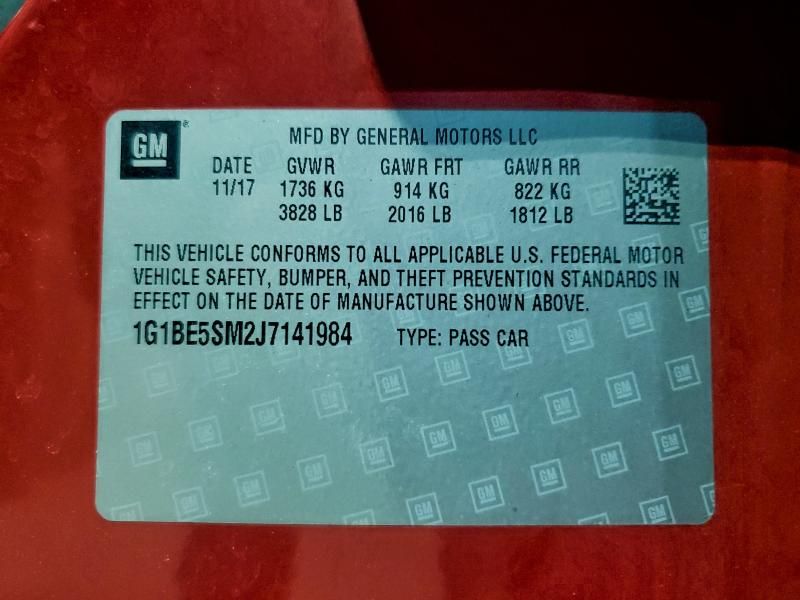 GM ®
MFD BY GENERAL MOTORS LLC
DATE GVWR GAWR FRT GAWR RR
11/17 1736 KG 914 KG 822 KG
3828 LB 2016 LB 1812 LB
THIS VEHICLE CONFORMS TO ALL APPLICABLE U.S. FEDERAL MOTOR
VEHICLE SAFETY, BUMPER, AND THEFT PREVENTION STANDARDS IN
EFFECT ON THE DATE OF MANUFACTURE SHOWN ABOVE.
1G1BE5SM2J7141984 TYPE: PASS CAR